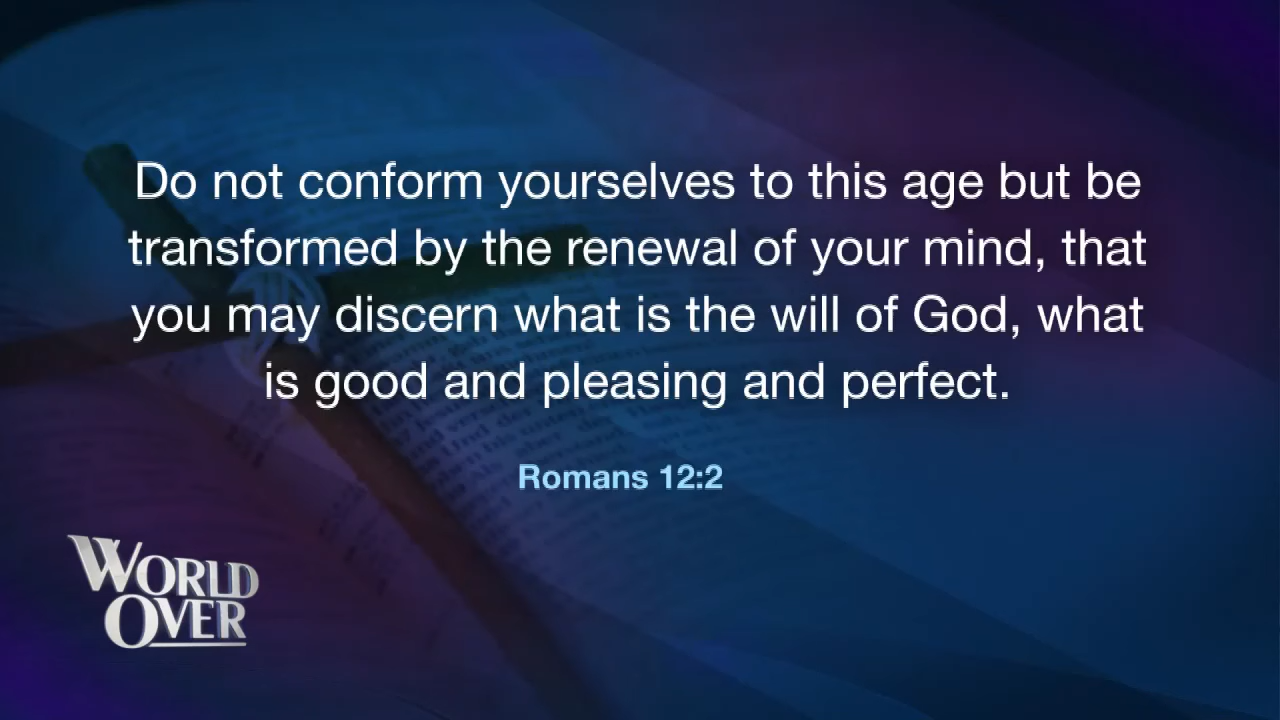 Do not conform yourselves to this age but be
transformed by the renewal of your mind, that
you may discern what is the will of God, what
is good and pleasing and perfect.
Romans 12:2
WORLD
OVER